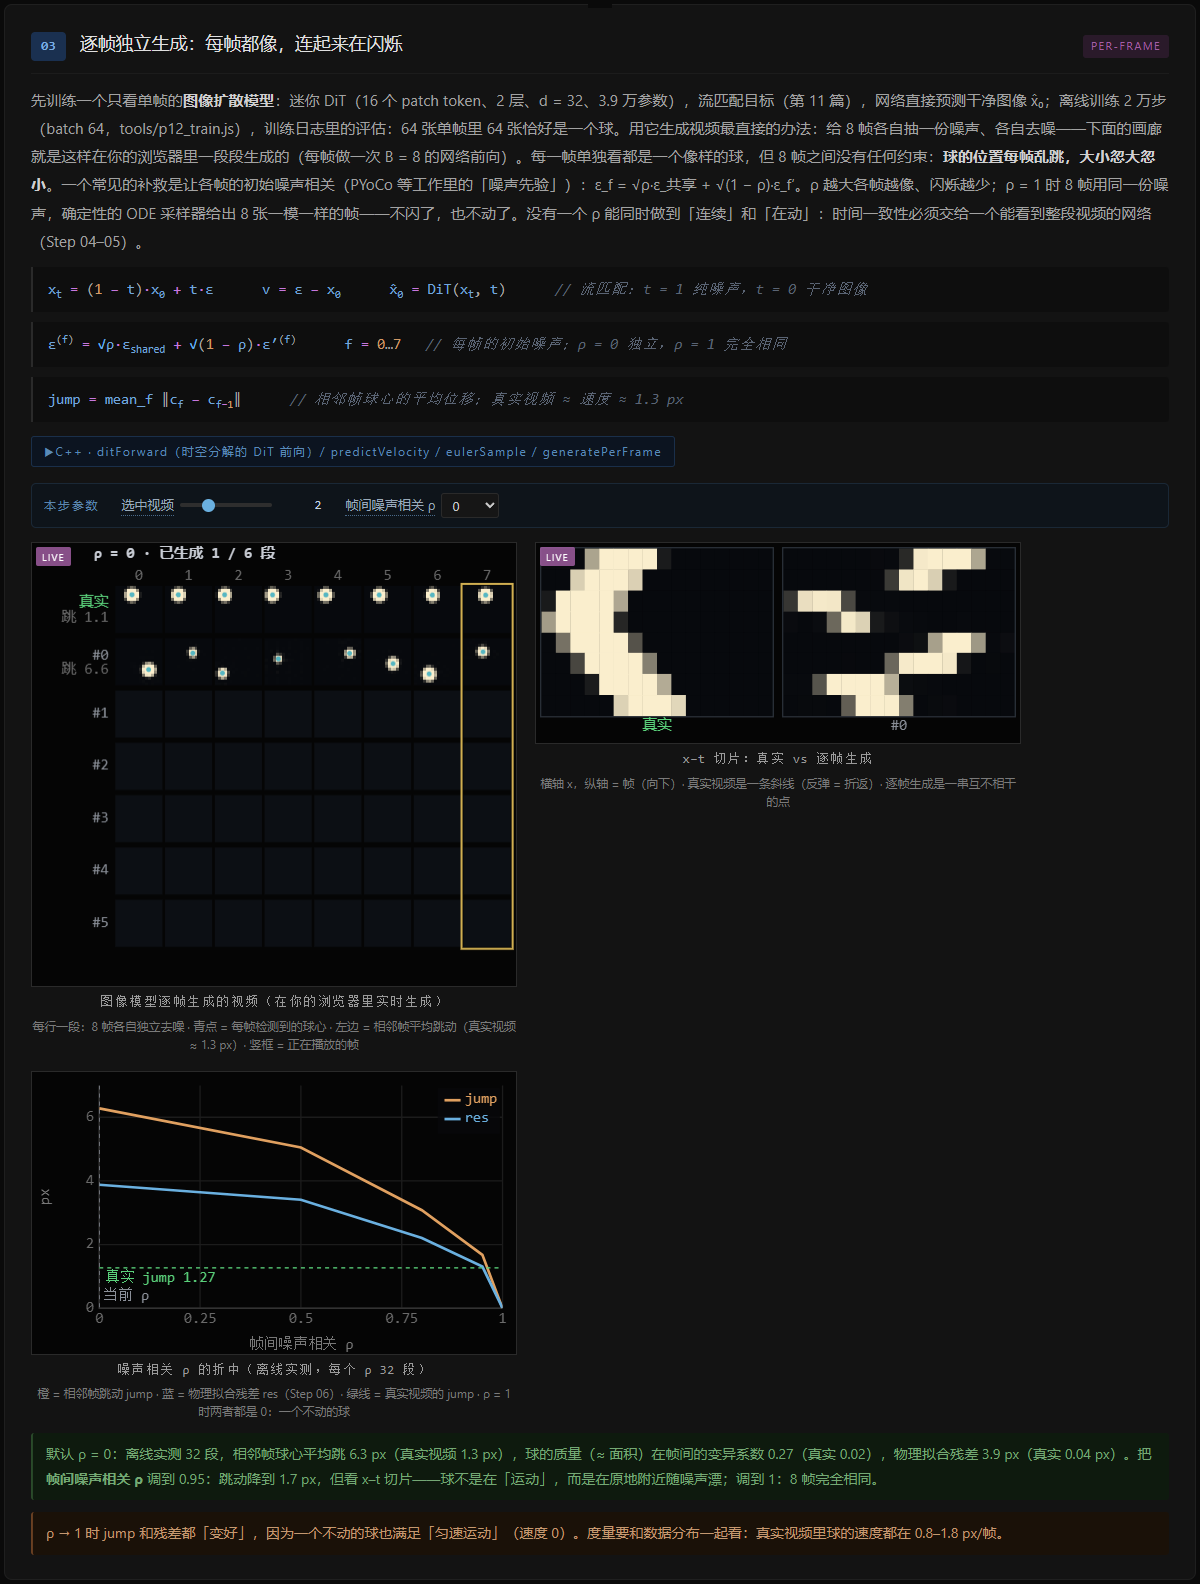 03 逐帧独立生成：每帧都像，连起来在闪烁 PER-FRAME
先训练一个只看单帧的图像扩散模型：迷你 DiT（16 个 patch token、2 层、d = 32、3.9 万参数），流匹配目标（第 11 篇），网络直接预测干净图像 x̂₀；离线训练 2 万步
（batch 64，tools/p12_train.js），训练日志里的评估：64 张单帧里 64 张恰好是一个球。用它生成视频最直接的办法：给 8 帧各自抽一份噪声、各自去噪——下面的画廊
就是这样在你的浏览器里一段段生成的（每帧做一次 B = 8 的网络前向）。每一帧单独看都是一个像样的球，但 8 帧之间没有任何约束：球的位置每帧乱跳，大小忽大忽
小。一个常见的补救是让各帧的初始噪声相关（PYoCo 等工作里的「噪声先验」）：ε_f = √ρ·ε_共享 + √(1 − ρ)·ε_f′。ρ 越大各帧越像、闪烁越少；ρ = 1 时 8 帧用同一份噪
声，确定性的 ODE 采样器给出 8 张一模一样的帧——不闪了，也不动了。没有一个 ρ 能同时做到「连续」和「在动」：时间一致性必须交给一个能看到整段视频的网络
（Step 04–05）。
xₜ = (1 − t)·x₀ + t·ε v = ε − x₀ x̂₀ = DiT(xₜ, t) // 流匹配：t = 1 纯噪声，t = 0 干净图像
ε^(f) = √ρ·ε_shared + √(1 − ρ)·ε′^(f) f = 0…7 // 每帧的初始噪声；ρ = 0 独立，ρ = 1 完全相同
jump = mean_f ‖c_f − c_f−1‖ // 相邻帧球心的平均位移；真实视频 ≈ 速度 ≈ 1.3 px
▶C++ · ditForward（时空分解的 DiT 前向）/ predictVelocity / eulerSample / generatePerFrame
本步参数 选中视频 2 帧间噪声相关 ρ 0
LIVE ρ = 0 · 已生成 1 / 6 段
0 1 2 3 4 5 6 7
真实
跳 1.1
#0
跳 6.6
#1
#2
#3
#4
#5
图像模型逐帧生成的视频（在你的浏览器里实时生成）
每行一段：8 帧各自独立去噪 · 青点 = 每帧检测到的球心 · 左边 = 相邻帧平均跳动（真实视频
≈ 1.3 px）· 竖框 = 正在播放的帧
LIVE
真实 #0
x–t 切片：真实 vs 逐帧生成
横轴 x，纵轴 = 帧（向下）· 真实视频是一条斜线（反弹 = 折返）· 逐帧生成是一串互不相干
的点
jump
res
6
4
2
0
px
真实 jump 1.27
当前 ρ
0 0.25 0.5 0.75 1
帧间噪声相关 ρ
噪声相关 ρ 的折中（离线实测，每个 ρ 32 段）
橙 = 相邻帧跳动 jump · 蓝 = 物理拟合残差 res（Step 06）· 绿线 = 真实视频的 jump · ρ = 1
时两者都是 0：一个不动的球
默认 ρ = 0：离线实测 32 段，相邻帧球心平均跳 6.3 px（真实视频 1.3 px），球的质量（≈ 面积）在帧间的变异系数 0.27（真实 0.02），物理拟合残差 3.9 px（真实 0.04 px）。把
帧间噪声相关 ρ 调到 0.95：跳动降到 1.7 px，但看 x–t 切片——球不是在「运动」，而是在原地附近随噪声漂；调到 1：8 帧完全相同。
ρ → 1 时 jump 和残差都「变好」，因为一个不动的球也满足「匀速运动」（速度 0）。度量要和数据分布一起看：真实视频里球的速度都在 0.8–1.8 px/帧。